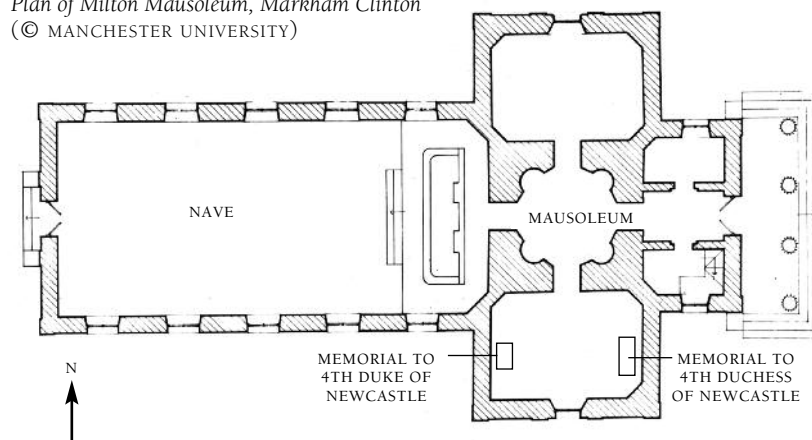 Plan of Milton Mausoleum, Markham Clinton
(© MANCHESTER UNIVERSITY)
NAVE
MAUSOLEUM
MEMORIAL TO
4TH DUKE OF
NEWCASTLE
MEMORIAL TO
4TH DUCHESS
OF NEWCASTLE
N